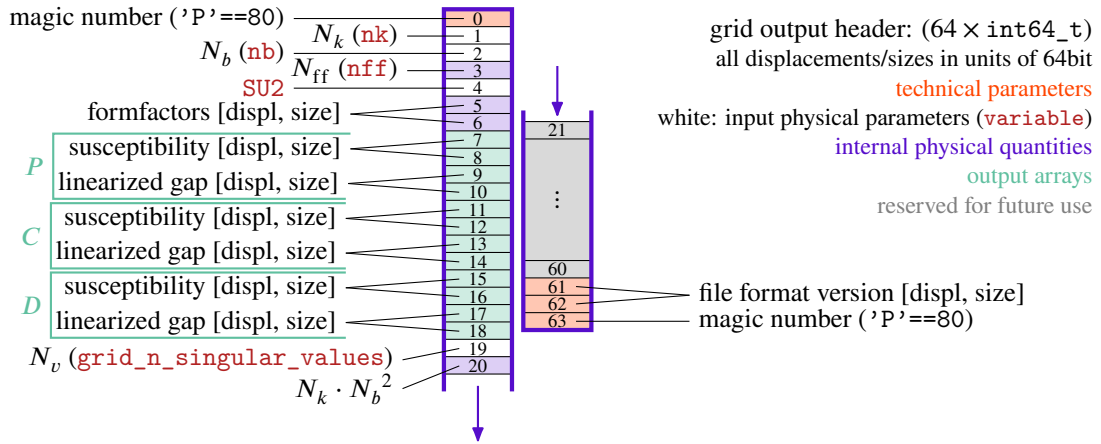 magic number ('P'==80)
N_k (nk)
N_b (nb)
N_ff (nff)
SU2
formfactors [displ, size]
P
susceptibility [displ, size]
linearized gap [displ, size]
C
susceptibility [displ, size]
linearized gap [displ, size]
D
susceptibility [displ, size]
linearized gap [displ, size]
N_v (grid_n_singular_values)
N_k · N_b²
0
1
2
3
4
5
6
7
8
9
10
11
12
13
14
15
16
17
18
19
20
21
⋮
60
61
62
63
file format version [displ, size]
magic number ('P'==80)
grid output header: (64 × int64_t)
all displacements/sizes in units of 64bit
technical parameters
white: input physical parameters (variable)
internal physical quantities
output arrays
reserved for future use